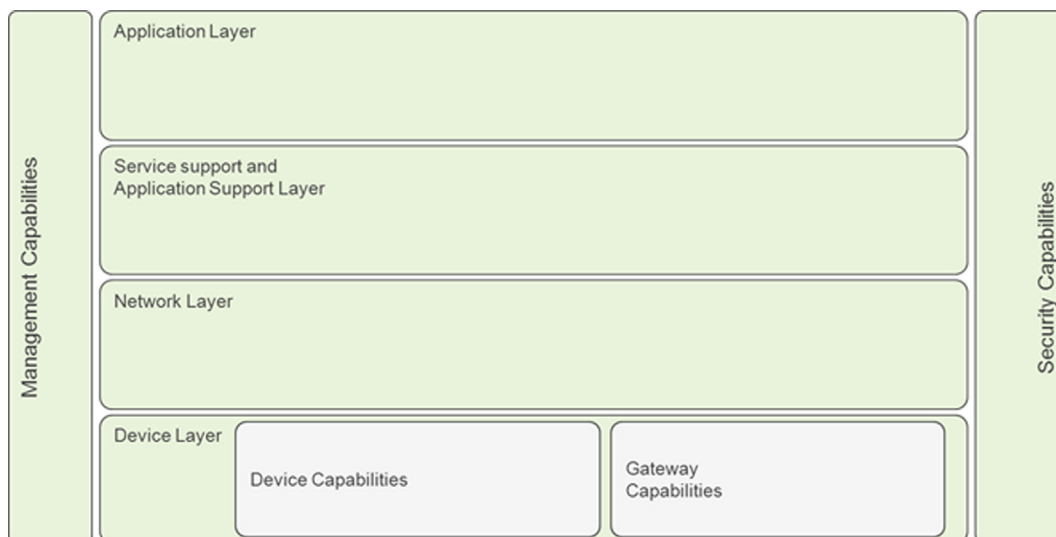 Management Capabilities
Application Layer
Service support and
Application Support Layer
Network Layer
Device Layer
Device Capabilities
Gateway
Capabilities
Security Capabilities